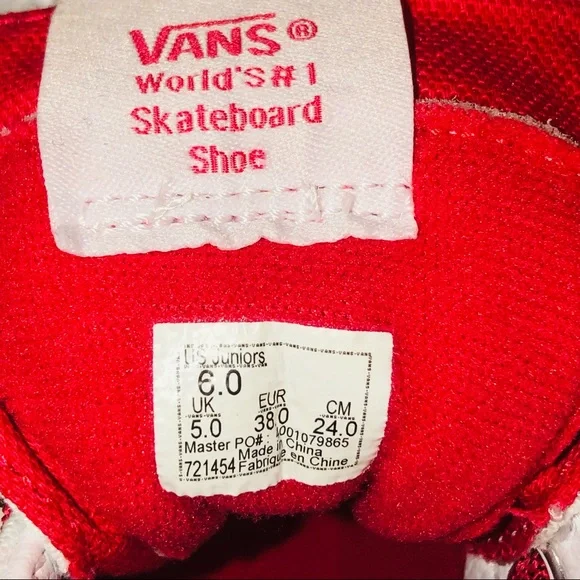 VANS®
World's #1
Skateboard
Shoe
US Juniors
6.0
UK EUR CM
5.0 38.0 24.0
Master PO#: A001079865
Made in China
721454 Fabriqué en Chine